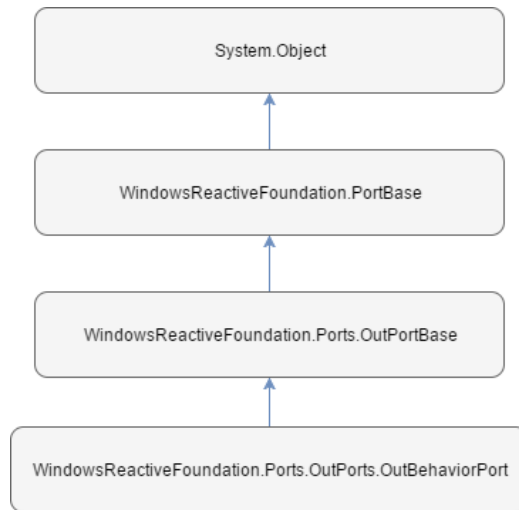 System.Object
WindowsReactiveFoundation.PortBase
WindowsReactiveFoundation.Ports.OutPortBase
WindowsReactiveFoundation.Ports.OutPorts.OutBehaviorPort